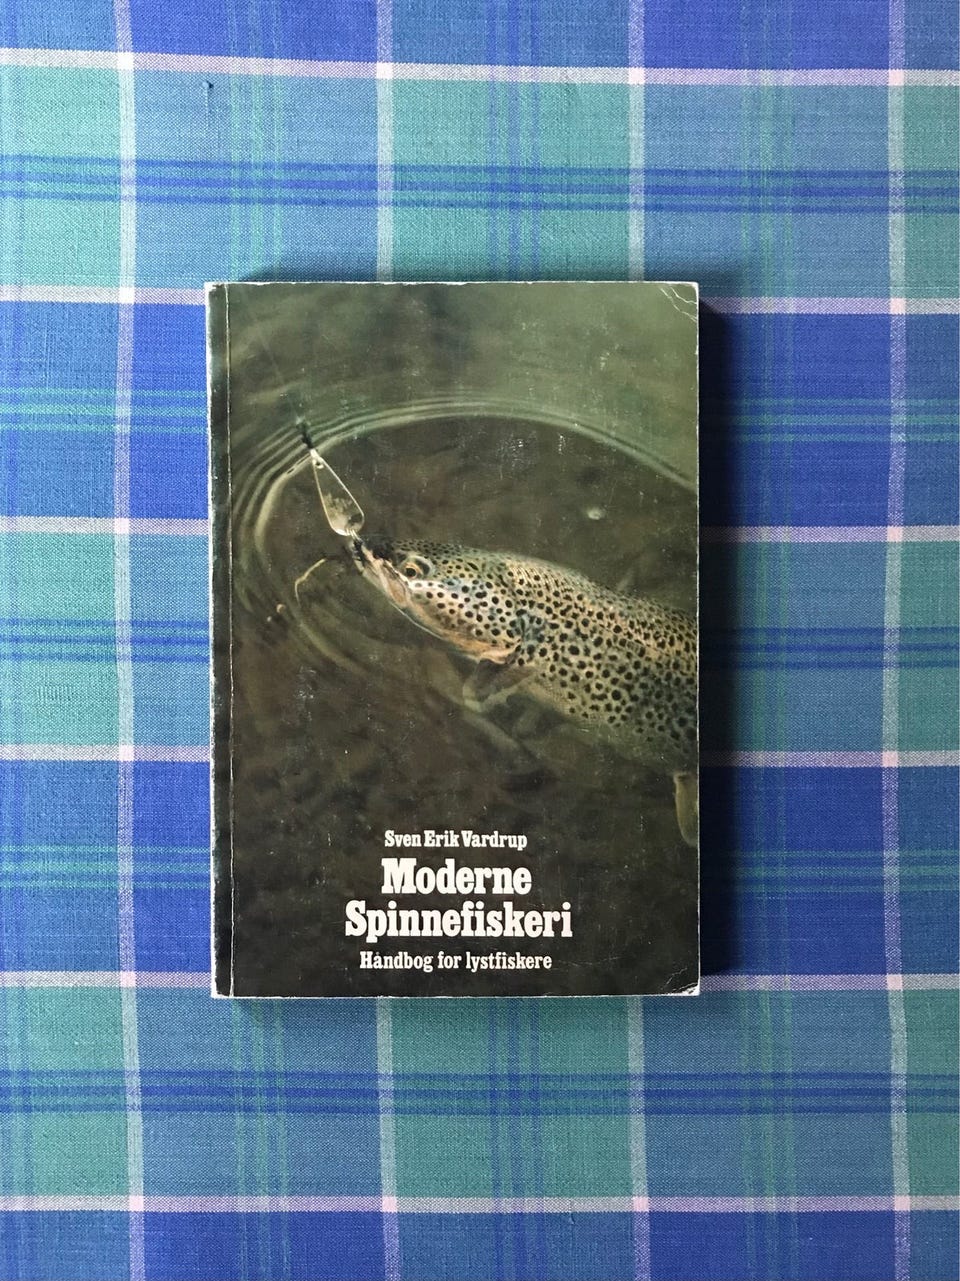 Sven Erik Vardrup
Moderne
Spinnefiskeri
Håndbog for lystfiskere